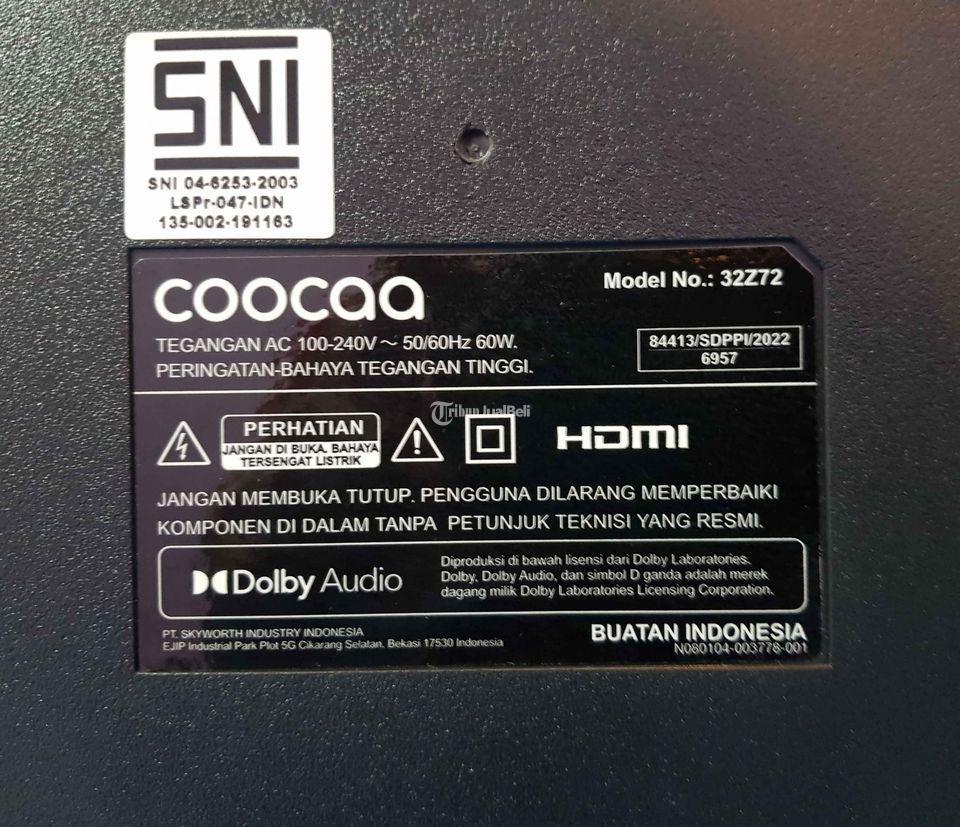 SNI
SNI 04-6253-2003
LSPr-047-IDN
135-002-191163
coocaa
Model No.: 32Z72
TEGANGAN AC 100-240V ~ 50/60Hz 60W.
PERINGATAN-BAHAYA TEGANGAN TINGGI.
84413/SDPPI/2022
6957
TribunJualBeli
PERHATIAN
JANGAN DI BUKA. BAHAYA
TERSENGAT LISTRIK
HDMI
JANGAN MEMBUKA TUTUP. PENGGUNA DILARANG MEMPERBAIKI
KOMPONEN DI DALAM TANPA PETUNJUK TEKNISI YANG RESMI.
Dolby Audio
Diproduksi di bawah lisensi dari Dolby Laboratories.
Dolby, Dolby Audio, dan simbol D ganda adalah merek
dagang milik Dolby Laboratories Licensing Corporation.
PT. SKYWORTH INDUSTRY INDONESIA
EJIP Industrial Park Plot 5G Cikarang Selatan, Bekasi 17530 Indonesia
BUATAN INDONESIA
N080104-003778-001